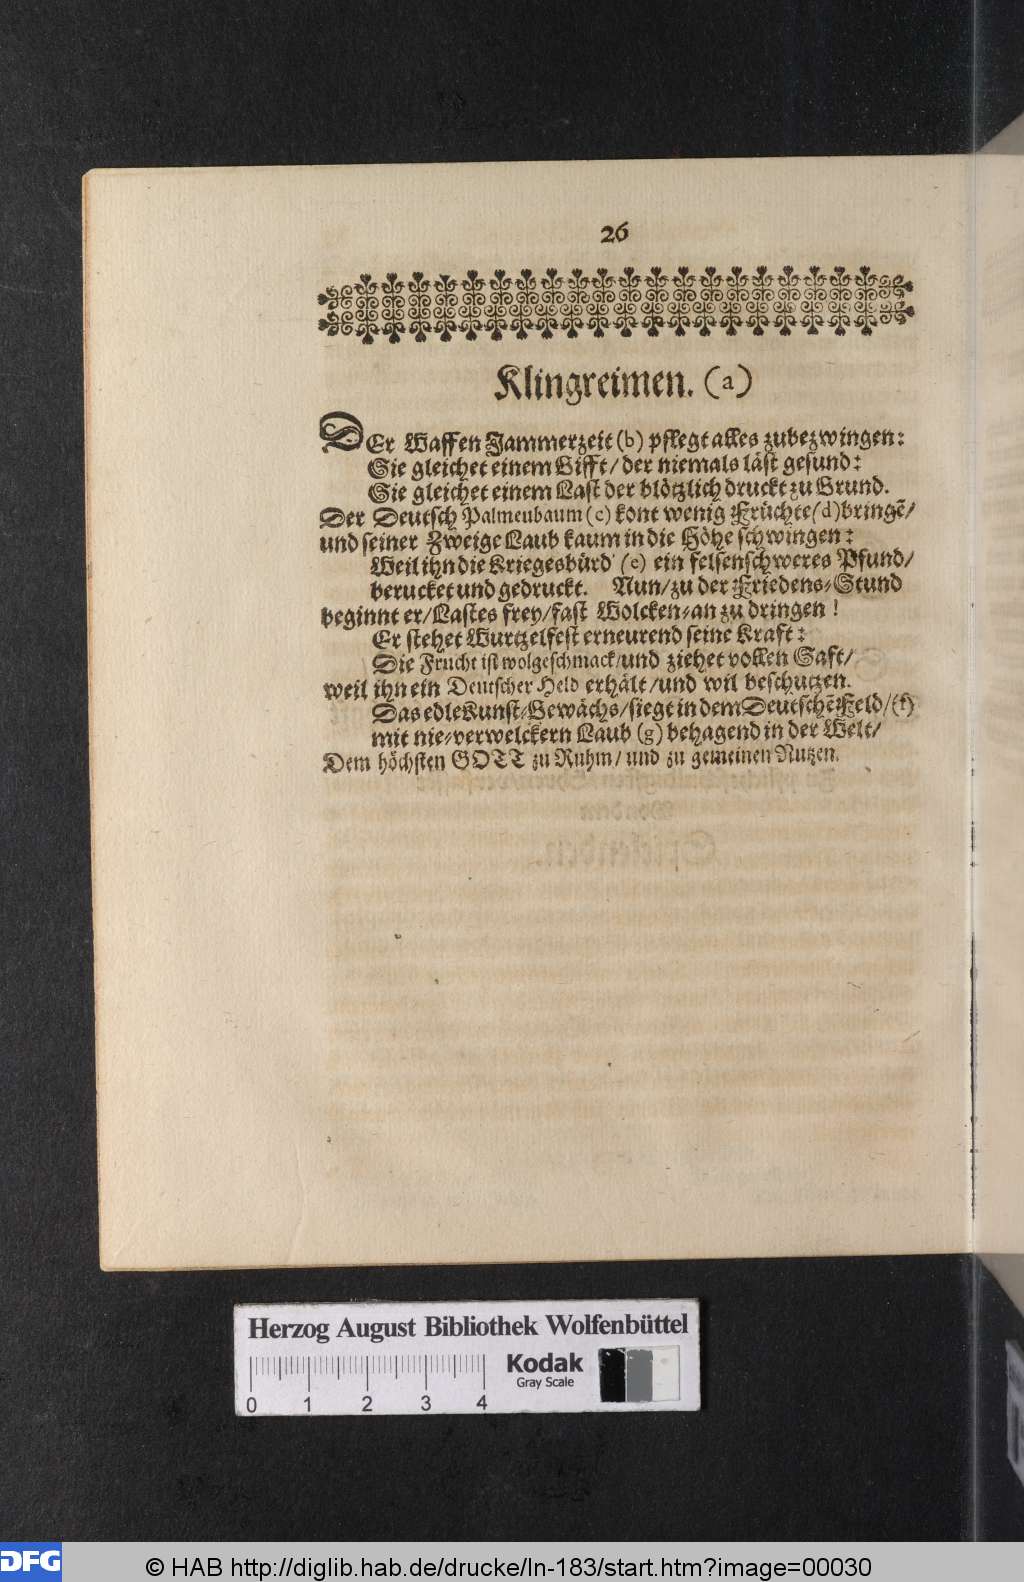 26
Klingreimen. (a)
DEr Waffen Jammerzeit (b) pflegt alles zubezwingen:
Sie gleichet einem Gifft / der niemals läst gesund:
Sie gleichet einem Last der blötzlich druckt zu Grund.
Der Deutsch Palmenbaum (c) kont wenig Früchte (d) bringẽ /
und seiner Zweige Laub kaum in die Höhe schwingen:
Weil ihn die Kriegesbürd' (e) ein felsenschweres Pfund /
berucket und gedruckt. Nun / zu der Friedens-Stund
beginnt er / Lastes frey / fast Wolcken-an zu dringen!
Er stehet Wurtzelfest erneurend seine Kraft:
Die Frucht ist wolgeschmack / und ziehet vollen Saft /
weil ihn ein Deutscher Held erhält / und wil beschutzen.
Das edle Kunst-Gewächs / siegt in dem Deutschẽ Feld / (f)
mit nie-verwelckern Laub (g) behagend in der Welt /
Dem höchsten GOTT zu Ruhm / und zu gemeinen Nutzen.
Herzog August Bibliothek Wolfenbüttel
Kodak
Gray Scale
0 1 2 3 4
DFG © HAB http://diglib.hab.de/drucke/ln-183/start.htm?image=00030